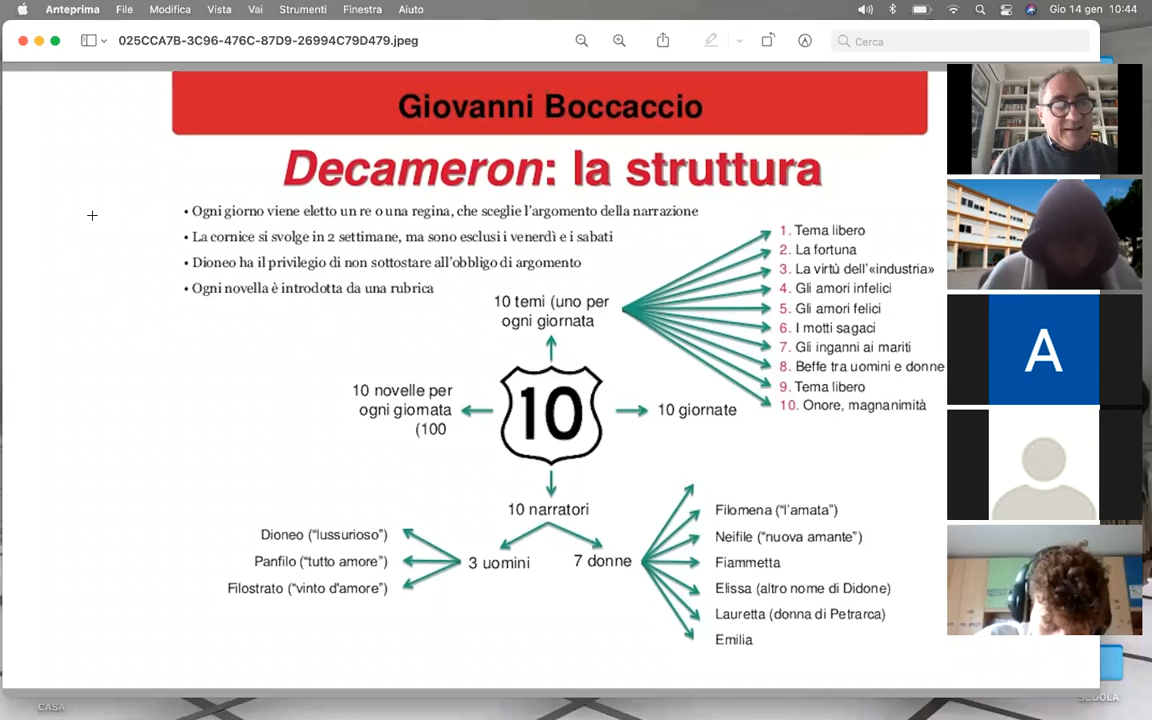 Anteprima File Modifica Vista Vai Strumenti Finestra Aiuto Gio 14 gen 10:44
025CCA7B-3C96-476C-87D9-26994C79D479.jpeg Cerca
Giovanni Boccaccio
Decameron: la struttura
• Ogni giorno viene eletto un re o una regina, che sceglie l'argomento della narrazione
• La cornice si svolge in 2 settimane, ma sono esclusi i venerdì e i sabati
• Dioneo ha il privilegio di non sottostare all'obbligo di argomento
• Ogni novella è introdotta da una rubrica
10 temi (uno per
ogni giornata
1. Tema libero
2. La fortuna
3. La virtù dell'«industria»
4. Gli amori infelici
5. Gli amori felici
6. I motti sagaci
7. Gli inganni ai mariti
8. Beffe tra uomini e donne
9. Tema libero
10. Onore, magnanimità
10 novelle per
ogni giornata
(100
10
10 giornate
10 narratori
3 uomini
7 donne
Dioneo ("lussurioso")
Panfilo ("tutto amore")
Filostrato ("vinto d'amore")
Filomena ("l'amata")
Neifile ("nuova amante")
Fiammetta
Elissa (altro nome di Didone)
Lauretta (donna di Petrarca)
Emilia
A
CASA
SCUOLA